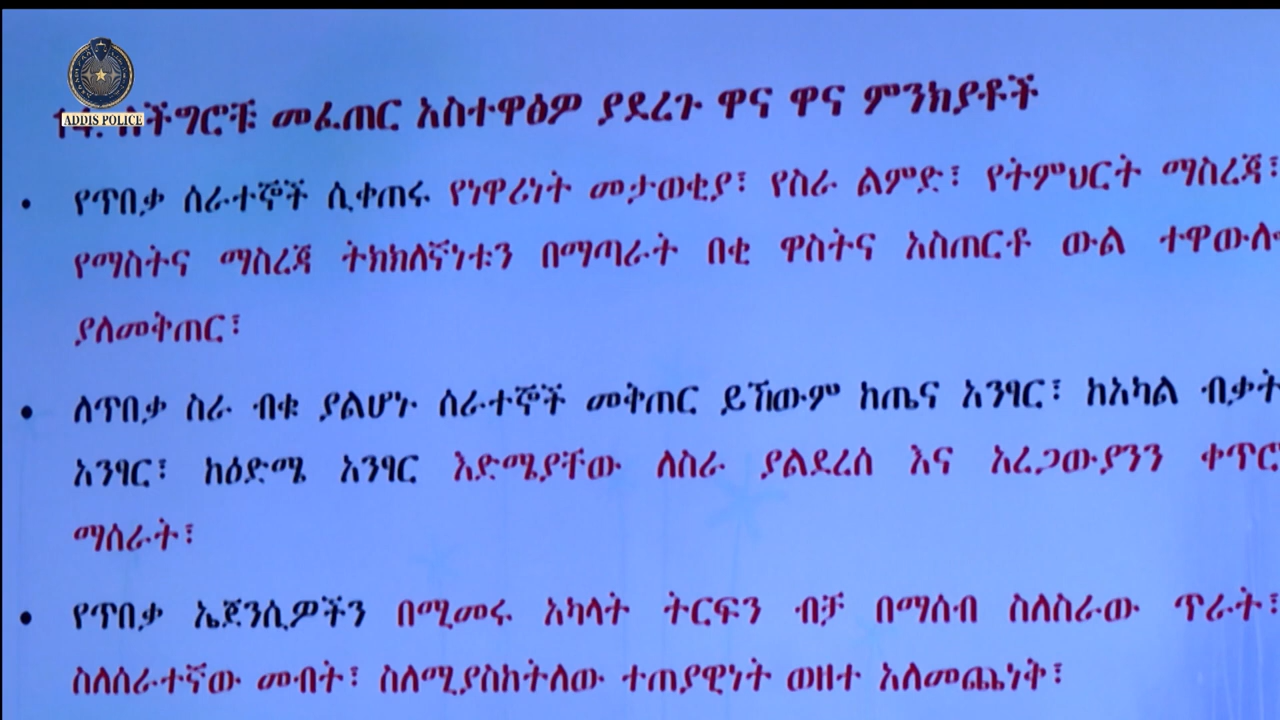 ADDIS POLICE
መፈጠር አስተዋፅዎ ያደረጉ ዋና ዋና ምንክያቶች
• የጥበቃ ሰራተኞች ሲቀጠሩ የነዋሪነት መታወቂያ፣ የስራ ልምድ፣ የትምህርት ማስረጃ፣
የማስትና ማስረጃ ትክክለኛነቱን በማጣራት በቂ ዋስትና አስጠርቶ ውል
ያለመቅጠር፣
• ለጥበቃ ስራ ብቁ ያልሆኑ ሰራተኞች መቅጠር ይኸውም ከጤና አንፃር፣ ከአካል ብቃት
አንፃር፣ ከዕድሜ አንፃር እድሜያቸው ለስራ ያልደረሰ እና አረጋውያንን
ማሰራት፣
• የጥበቃ ኤጀንሲዎችን በሚመሩ አካላት ትርፍን ብቻ በማሰብ ስለስራው ጥራት፣
ስለሰራተኛው መብት፣ ስለሚያስከትለው ተጠያዊነት ወዘተ አለመጨነቅ፣